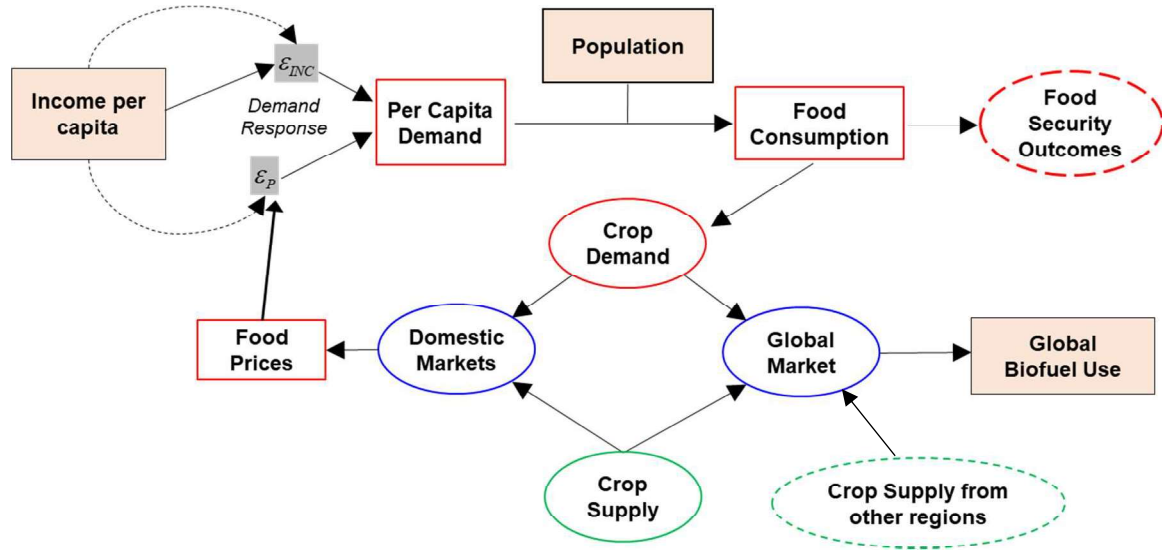 Population
Income per
capita
ε_INC
Demand
Response
ε_P
Per Capita
Demand
Food
Consumption
Food
Security
Outcomes
Crop
Demand
Food
Prices
Domestic
Markets
Global
Market
Global
Biofuel Use
Crop
Supply
Crop Supply from
other regions